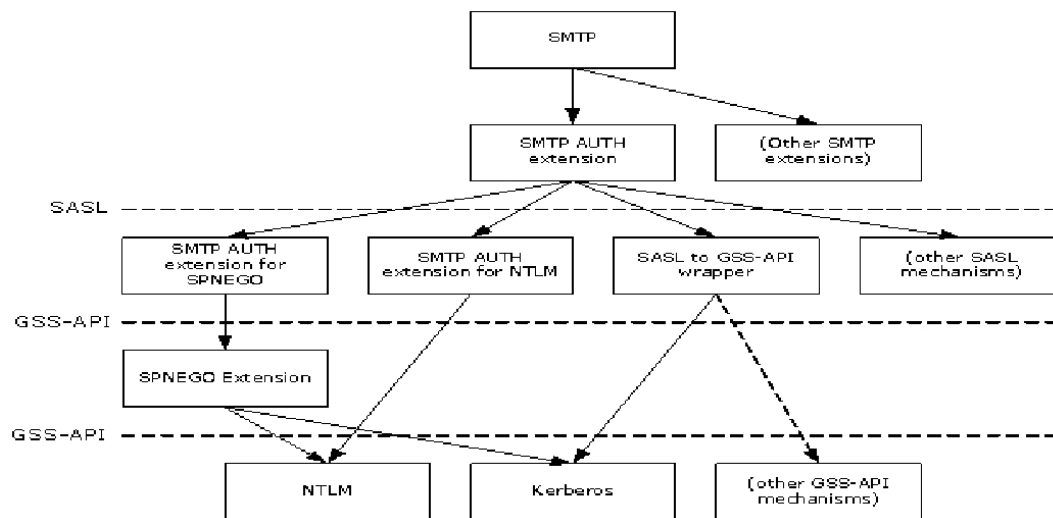 SMTP
SMTP AUTH
extension
(Other SMTP
extensions)
SASL
SMTP AUTH
extension for
SPNEGO
SMTP AUTH
extension for NTLM
SASL to GSS-API
wrapper
(other SASL
mechanisms)
GSS-API
SPNEGO Extension
GSS-API
NTLM
Kerberos
(other GSS-API
mechanisms)